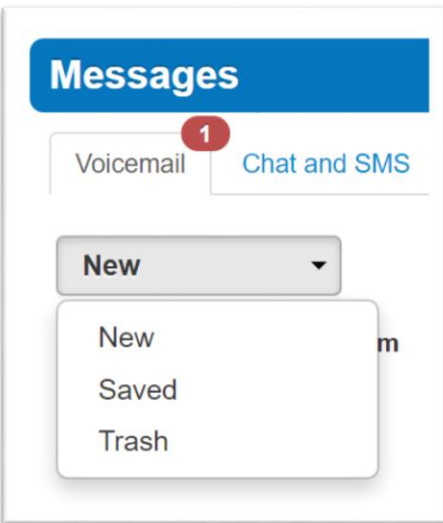 Messages
1
Voicemail Chat and SMS
New
New
m
Saved
Trash